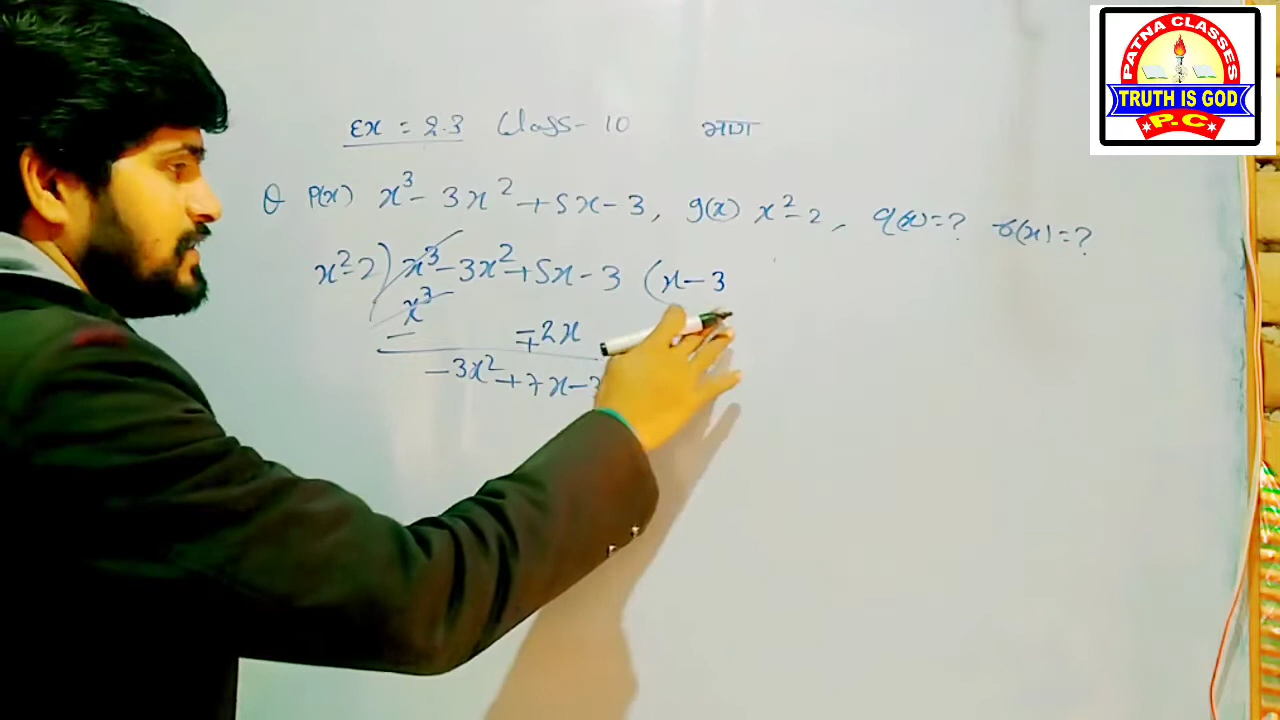 PATNA CLASSES
TRUTH IS GOD
P.C
Ex = 2.3 Class - 10 भाग
Q P(x) x³ - 3x² + 5x - 3, g(x) x² - 2, q(x) = ? r(x) = ?
x² - 2) x³ - 3x² + 5x - 3 (x - 3
x³
- ∓ 2x
- 3x² + 7x - 3